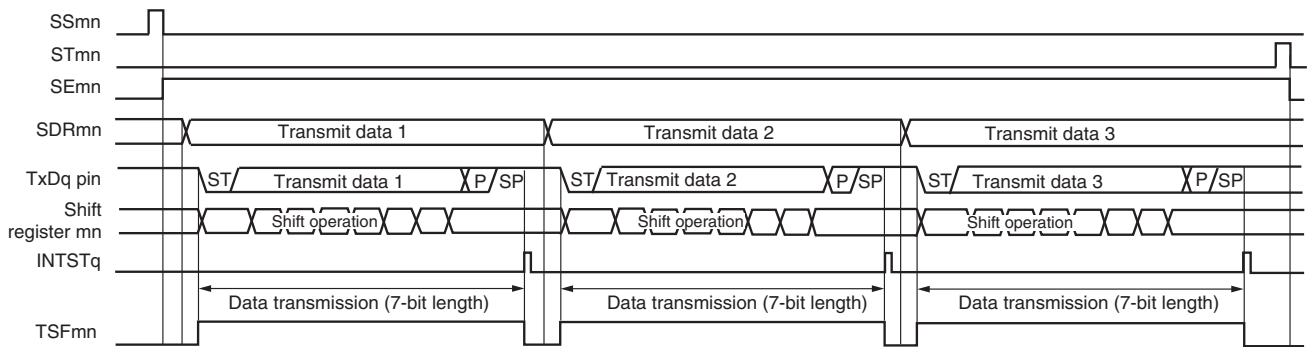 SSmn
STmn
SEmn
SDRmn Transmit data 1 Transmit data 2 Transmit data 3
TxDq pin ST Transmit data 1 P SP ST Transmit data 2 P SP ST Transmit data 3 P SP
Shift
register mn Shift operation Shift operation Shift operation
INTSTq
Data transmission (7-bit length) Data transmission (7-bit length) Data transmission (7-bit length)
TSFmn